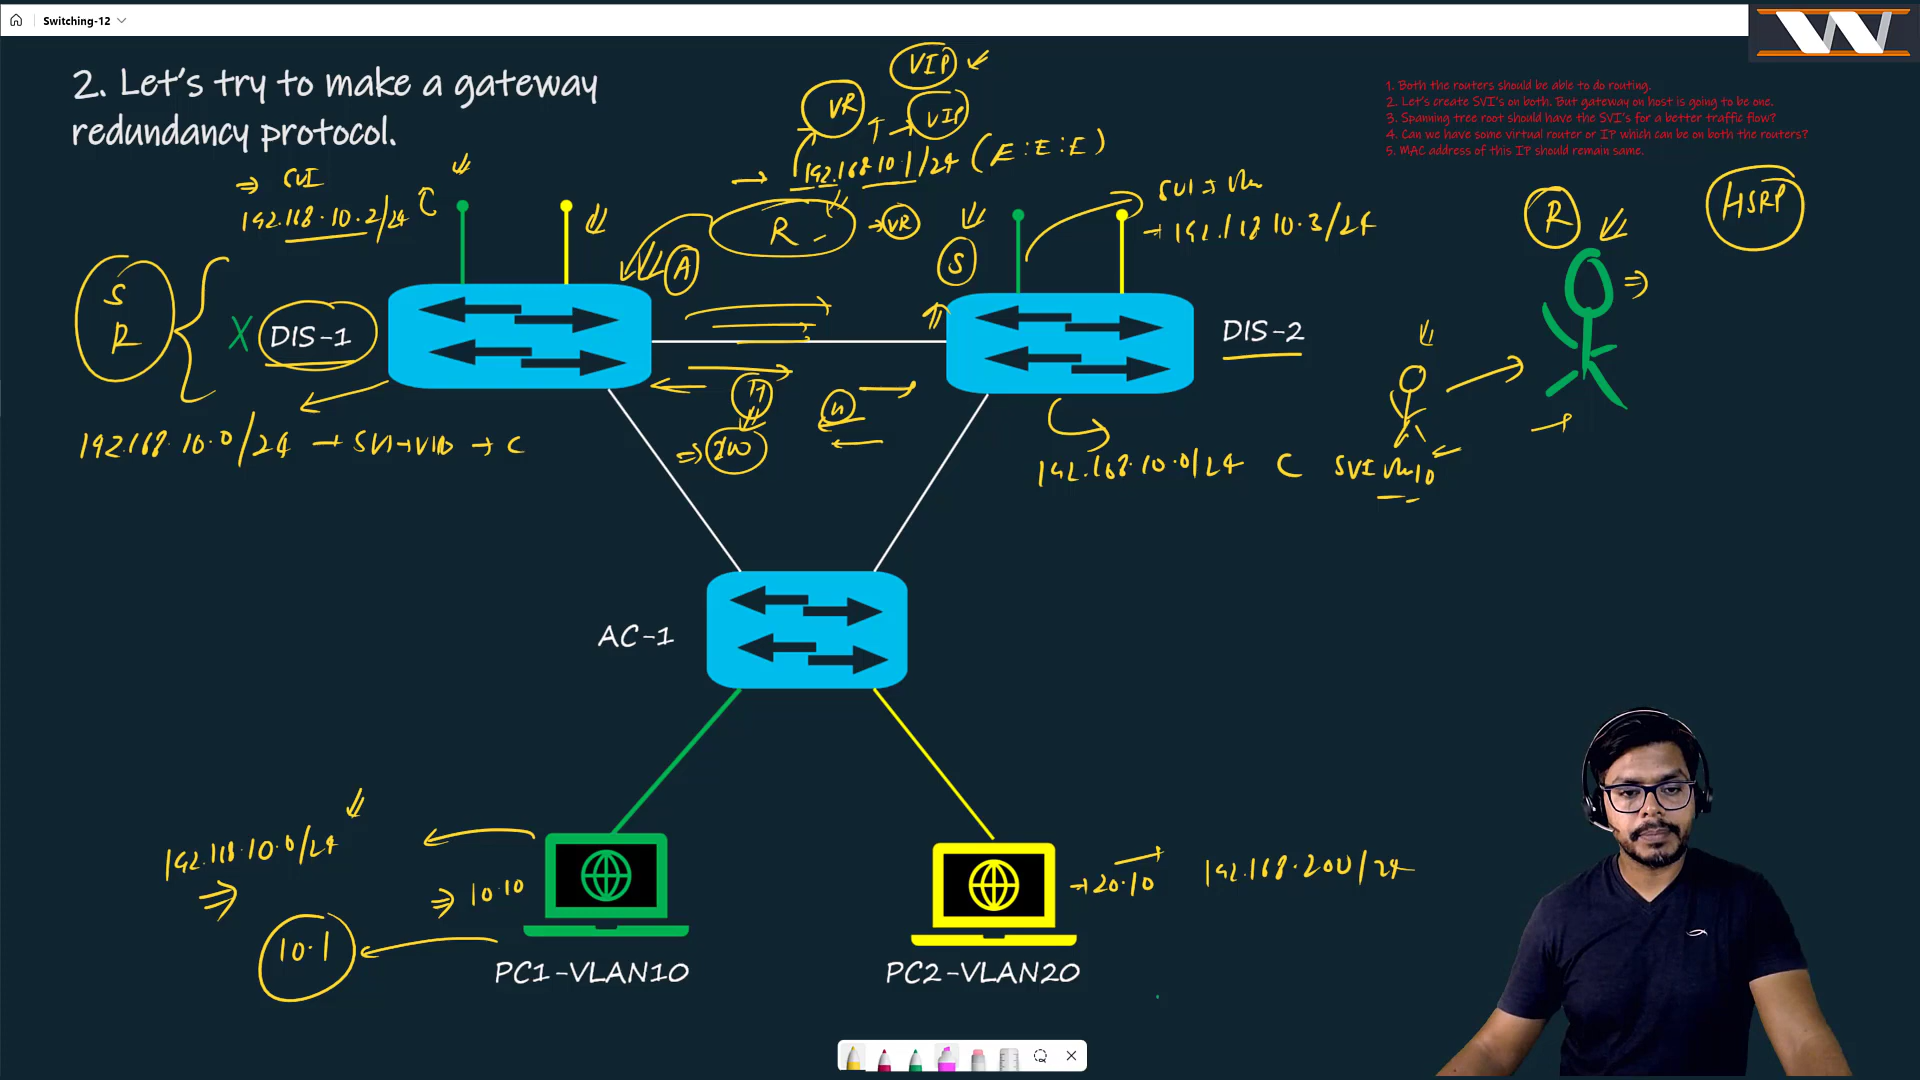 Switching-12
2. Let's try to make a gateway
redundancy protocol.
1. Both the routers should be able to do routing.
2. Let's create SVI's on both. But gateway on host is going to be one.
3. Spanning tree root should have the SVI's for a better traffic flow?
4. Can we have some virtual router or IP which can be on both the routers?
5. MAC address of this IP should remain same.
VIP
VR
VIP
192.168.10.1/24 (E:E:E)
SVI
192.168.10.2/24 C
R
VR
A
S
192.168.10.3/24
R
HSRP
S
R
X
DIS-1
DIS-2
192.168.10.0/24 → SVI → → C
H
H
192.168.10.0/24 C SVI 10
AC-1
192.168.10.0/24
10.10
10.1
20.10
192.168.200/24
PC1-VLAN10
PC2-VLAN20